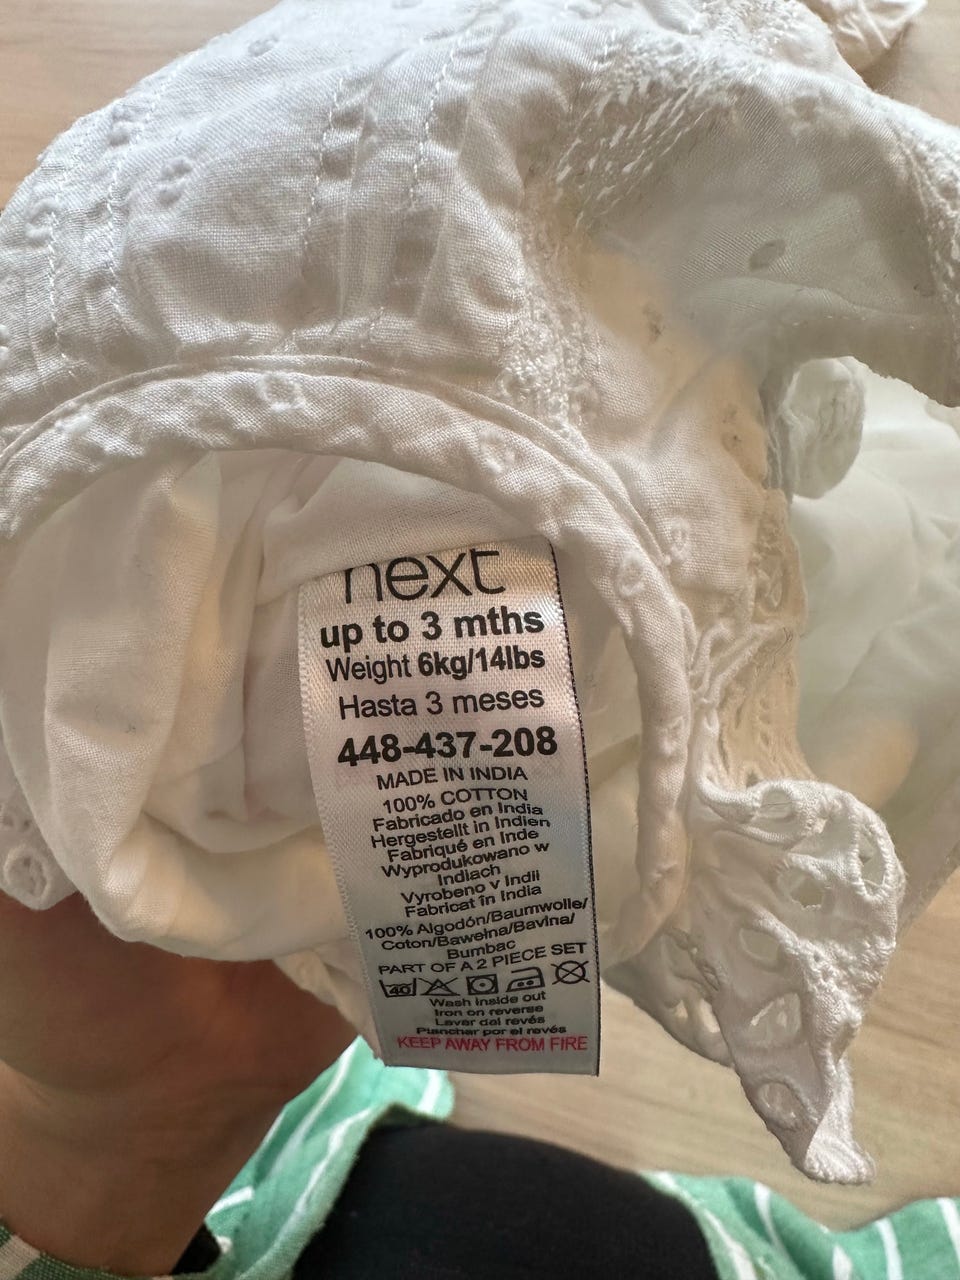 next
up to 3 mths
Weight 6kg/14lbs
Hasta 3 meses
448-437-208
MADE IN INDIA
100% COTTON
Fabricado en India
Hergestellt in Indien
Fabriqué en Inde
Wyprodukowano w
Indiach
Vyrobeno v Indii
Fabricat în India
100% Algodón/Baumwolle/
Coton/Bawełna/Bavlna/
Bumbac
PART OF A 2 PIECE SET
40
Wash inside out
Iron on reverse
Lavar del revés
Planchar por el revés
KEEP AWAY FROM FIRE